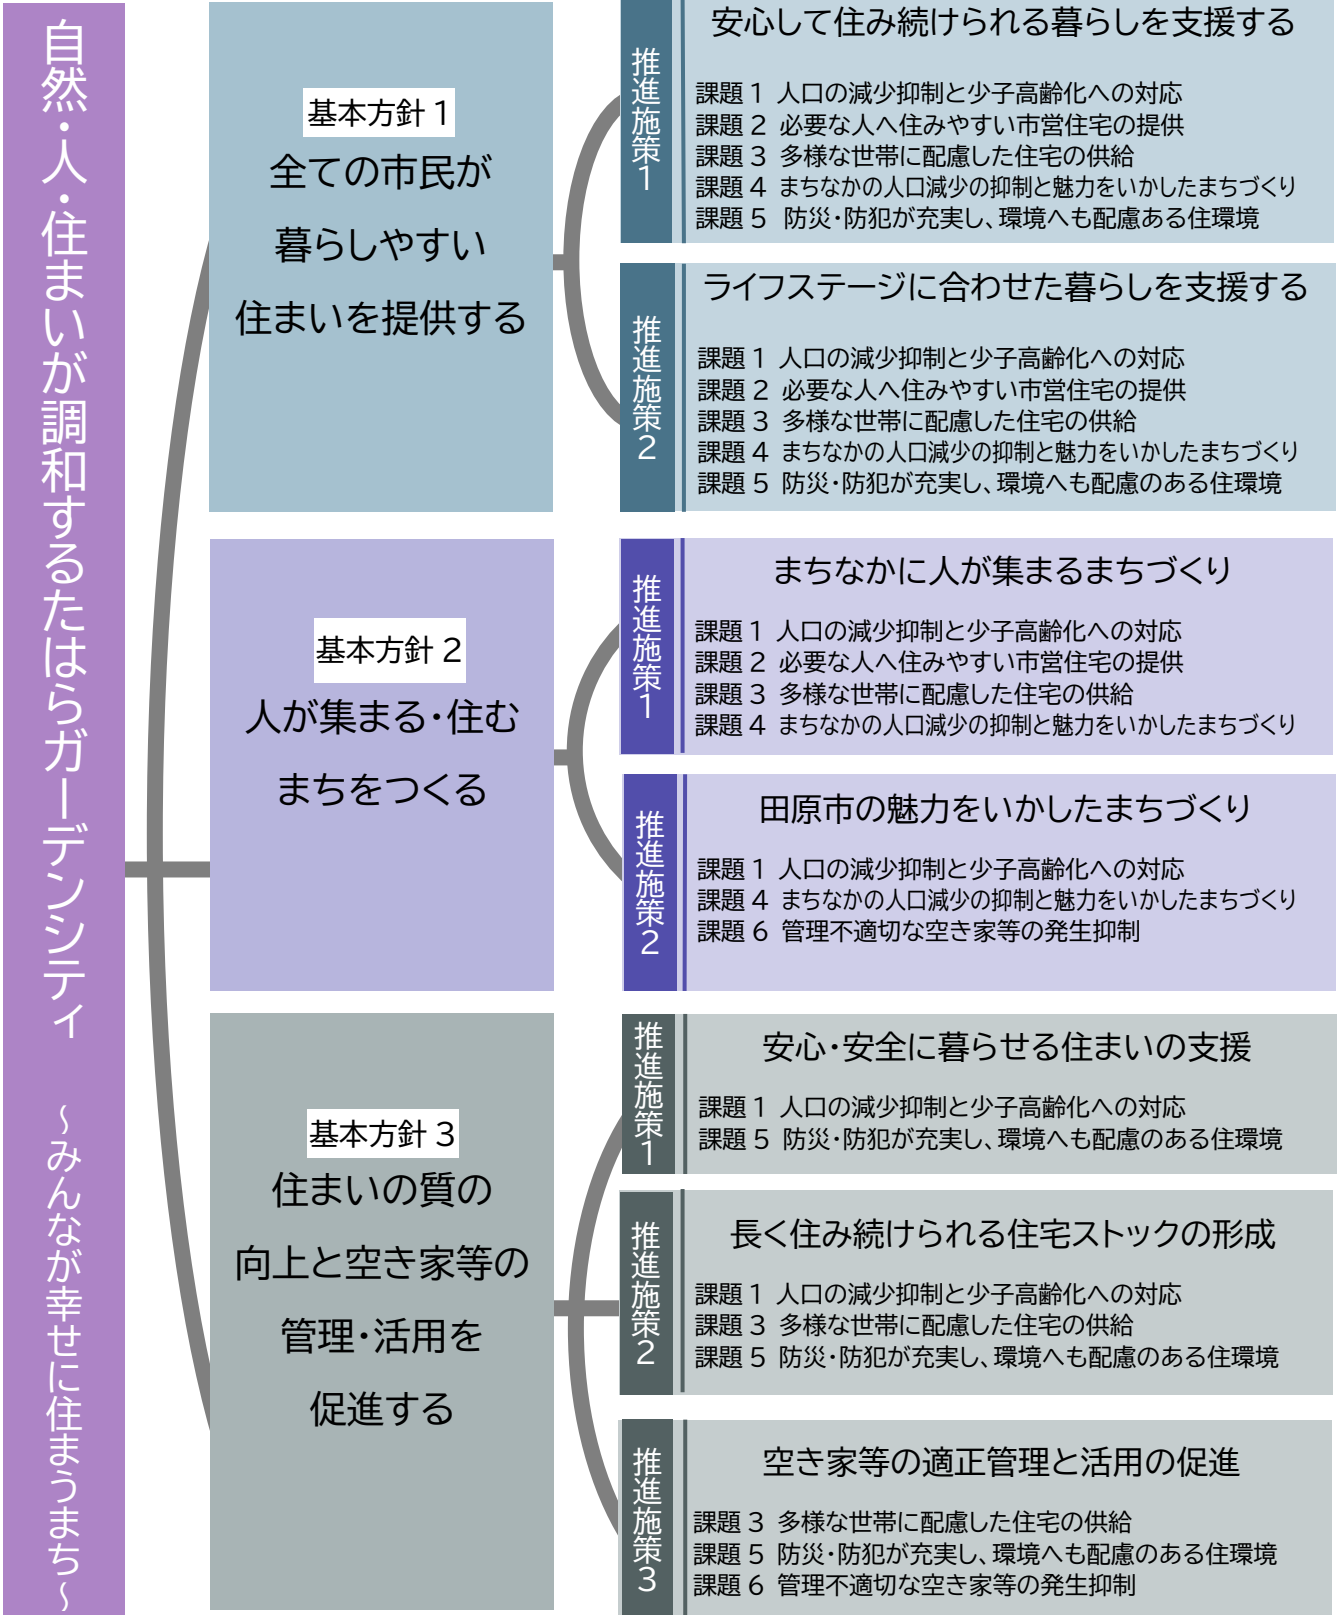 自然・人・住まいが調和するたはらガーデンシティ　～みんなが幸せに住まうまち～
基本方針１
全ての市民が
暮らしやすい
住まいを提供する
推進施策１
安心して住み続けられる暮らしを支援する
課題１ 人口の減少抑制と少子高齢化への対応
課題２ 必要な人へ住みやすい市営住宅の提供
課題３ 多様な世帯に配慮した住宅の供給
課題４ まちなかの人口減少の抑制と魅力をいかしたまちづくり
課題５ 防災・防犯が充実し、環境へも配慮ある住環境
推進施策２
ライフステージに合わせた暮らしを支援する
課題１ 人口の減少抑制と少子高齢化への対応
課題２ 必要な人へ住みやすい市営住宅の提供
課題３ 多様な世帯に配慮した住宅の供給
課題４ まちなかの人口減少の抑制と魅力をいかしたまちづくり
課題５ 防災・防犯が充実し、環境へも配慮のある住環境
基本方針２
人が集まる・住む
まちをつくる
推進施策１
まちなかに人が集まるまちづくり
課題１ 人口の減少抑制と少子高齢化への対応
課題２ 必要な人へ住みやすい市営住宅の提供
課題３ 多様な世帯に配慮した住宅の供給
課題４ まちなかの人口減少の抑制と魅力をいかしたまちづくり
推進施策２
田原市の魅力をいかしたまちづくり
課題１ 人口の減少抑制と少子高齢化への対応
課題４ まちなかの人口減少の抑制と魅力をいかしたまちづくり
課題６ 管理不適切な空き家等の発生抑制
基本方針３
住まいの質の
向上と空き家等の
管理・活用を
促進する
推進施策１
安心・安全に暮らせる住まいの支援
課題１ 人口の減少抑制と少子高齢化への対応
課題５ 防災・防犯が充実し、環境へも配慮のある住環境
推進施策２
長く住み続けられる住宅ストックの形成
課題１ 人口の減少抑制と少子高齢化への対応
課題３ 多様な世帯に配慮した住宅の供給
課題５ 防災・防犯が充実し、環境へも配慮のある住環境
推進施策３
空き家等の適正管理と活用の促進
課題３ 多様な世帯に配慮した住宅の供給
課題５ 防災・防犯が充実し、環境へも配慮のある住環境
課題６ 管理不適切な空き家等の発生抑制